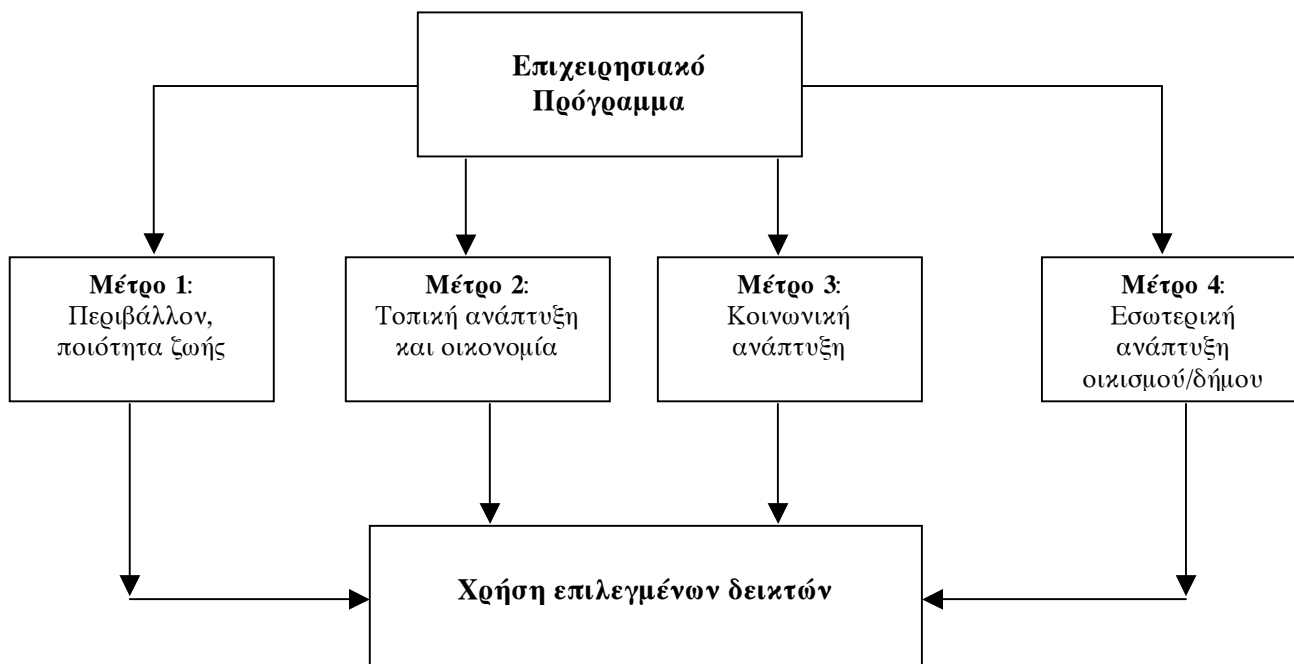 Επιχειρησιακό
Πρόγραμμα
Μέτρο 1:
Περιβάλλον,
ποιότητα ζωής
Μέτρο 2:
Τοπική ανάπτυξη
και οικονομία
Μέτρο 3:
Κοινωνική
ανάπτυξη
Μέτρο 4:
Εσωτερική
ανάπτυξη
οικισμού/δήμου
Χρήση επιλεγμένων δεικτών